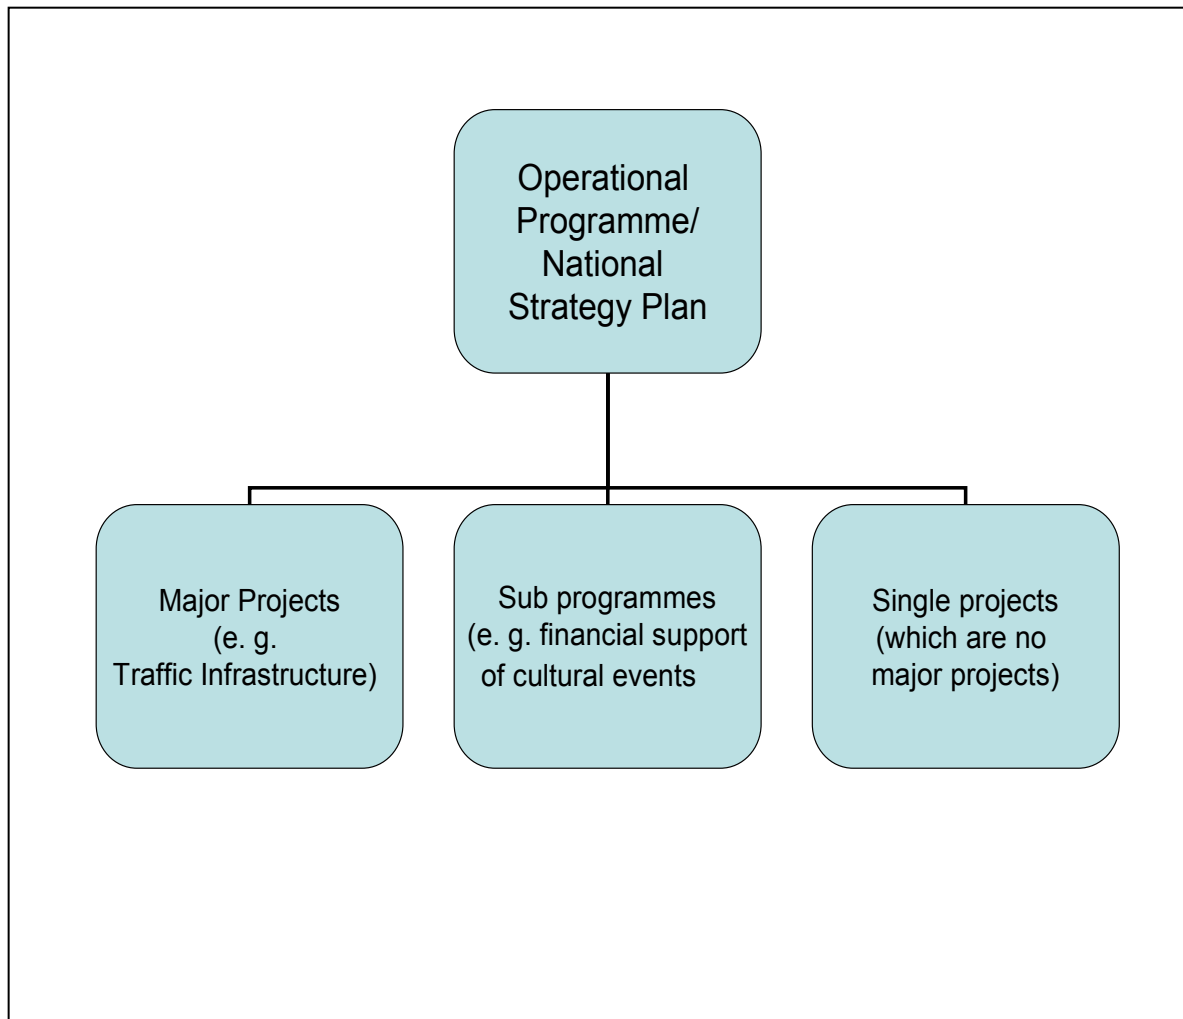 Operational
Programme/
National
Strategy Plan
Major Projects
(e. g.
Traffic Infrastructure)
Sub programmes
(e. g. financial support
of cultural events
Single projects
(which are no
major projects)